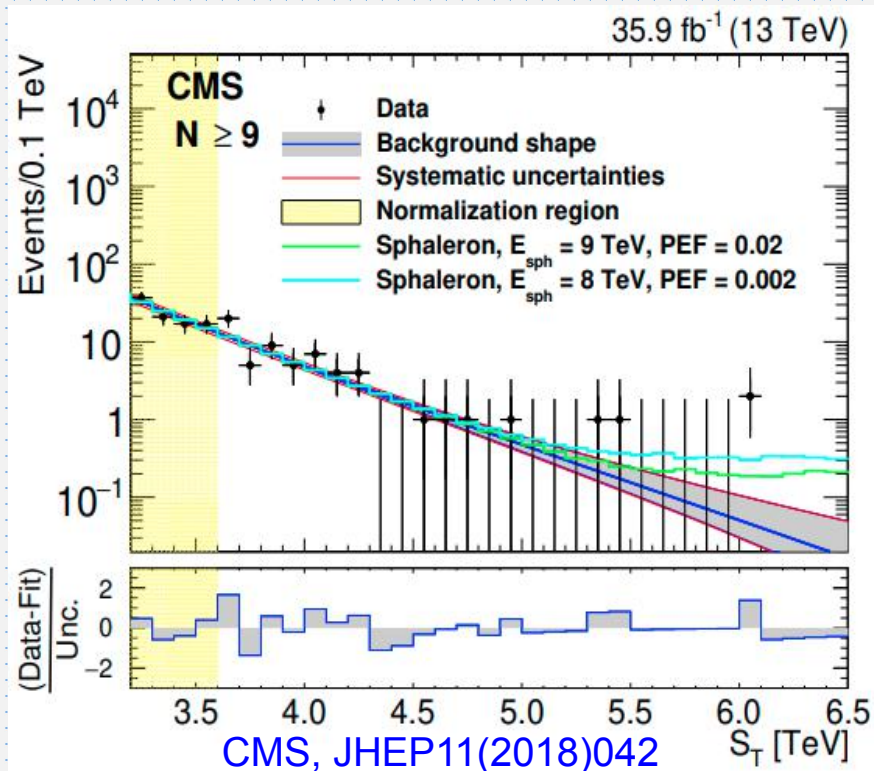 35.9 fb⁻¹ (13 TeV)
Events/0.1 TeV
10⁴
10³
10²
10
1
10⁻¹
CMS
N ≥ 9
Data
Background shape
Systematic uncertainties
Normalization region
Sphaleron, E_sph = 9 TeV, PEF = 0.02
Sphaleron, E_sph = 8 TeV, PEF = 0.002
(Data-Fit)
Unc.
2
0
−2
3.5 4.0 4.5 5.0 5.5 6.0 6.5
S_T [TeV]
CMS, JHEP11(2018)042